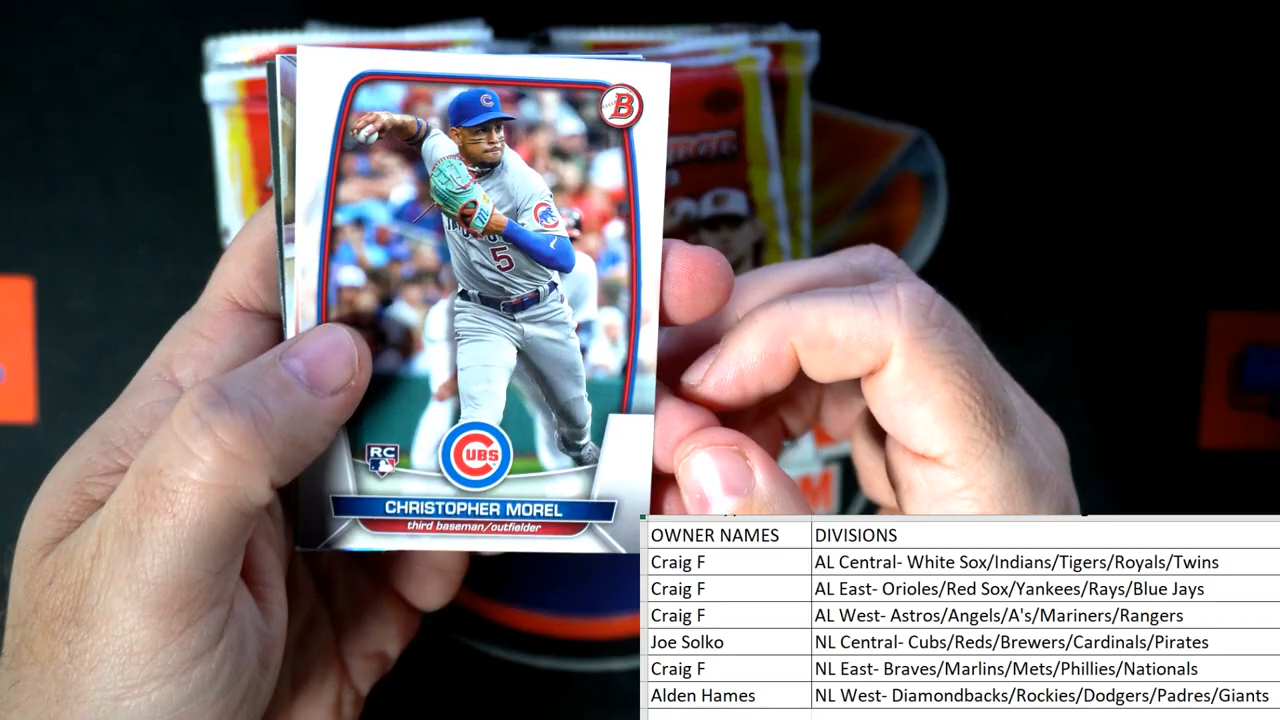 B
C
5
RC
CUBS
CHRISTOPHER MOREL
third baseman/outfielder
M
OWNER NAMES DIVISIONS
Craig F AL Central- White Sox/Indians/Tigers/Royals/Twins
Craig F AL East- Orioles/Red Sox/Yankees/Rays/Blue Jays
Craig F AL West- Astros/Angels/A's/Mariners/Rangers
Joe Solko NL Central- Cubs/Reds/Brewers/Cardinals/Pirates
Craig F NL East- Braves/Marlins/Mets/Phillies/Nationals
Alden Hames NL West- Diamondbacks/Rockies/Dodgers/Padres/Giants